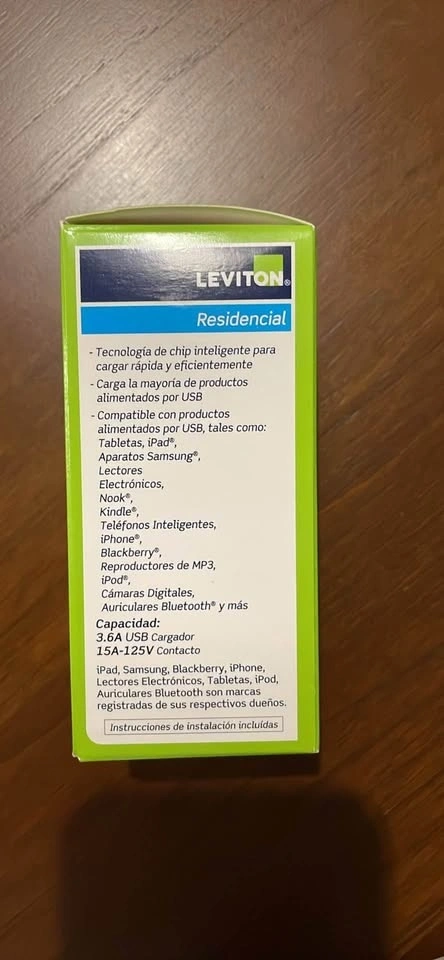 LEVITON®
Residencial
- Tecnología de chip inteligente para
cargar rápida y eficientemente
- Carga la mayoría de productos
alimentados por USB
- Compatible con productos
alimentados por USB, tales como:
Tabletas, iPad®,
Aparatos Samsung®,
Lectores
Electrónicos,
Nook®,
Kindle®,
Teléfonos Inteligentes,
iPhone®,
Blackberry®,
Reproductores de MP3,
iPod®,
Cámaras Digitales,
Auriculares Bluetooth® y más
Capacidad:
3.6A USB Cargador
15A-125V Contacto
iPad, Samsung, Blackberry, iPhone,
Lectores Electrónicos, Tabletas, iPod,
Auriculares Bluetooth son marcas
registradas de sus respectivos dueños.
Instrucciones de instalación incluídas